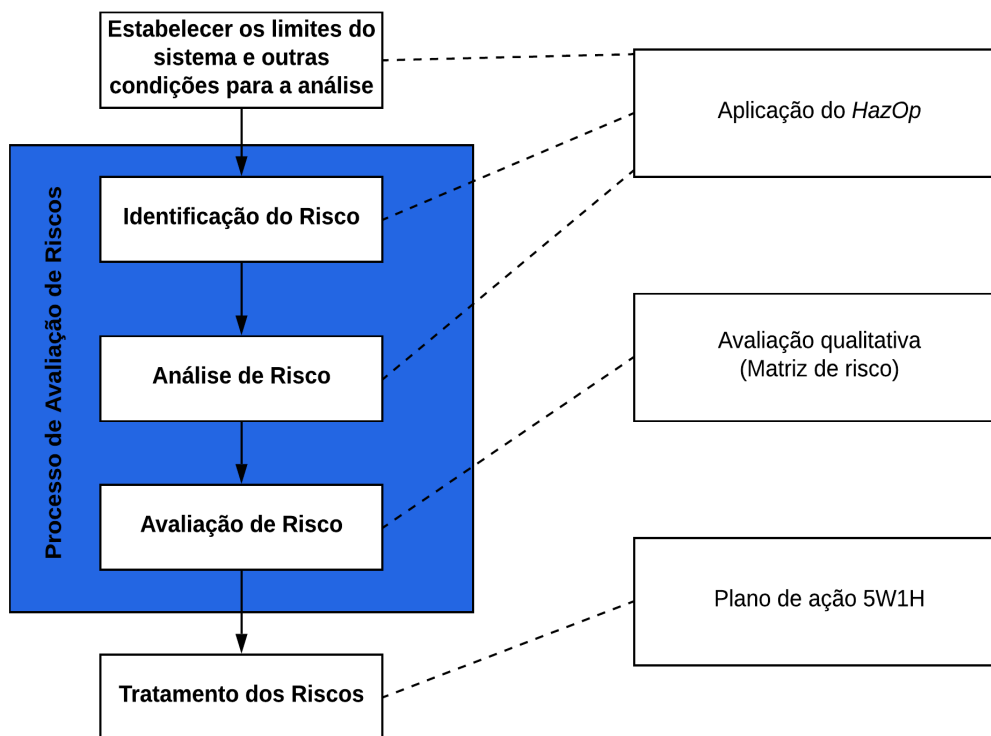 Estabelecer os limites do
sistema e outras
condições para a análise
Aplicação do HazOp
Processo de Avaliação de Riscos
Identificação do Risco
Análise de Risco
Avaliação qualitativa
(Matriz de risco)
Avaliação de Risco
Plano de ação 5W1H
Tratamento dos Riscos